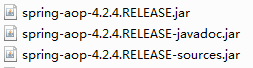 spring-aop-4.2.4.RELEASE.jar
spring-aop-4.2.4.RELEASE-javadoc.jar
spring-aop-4.2.4.RELEASE-sources.jar